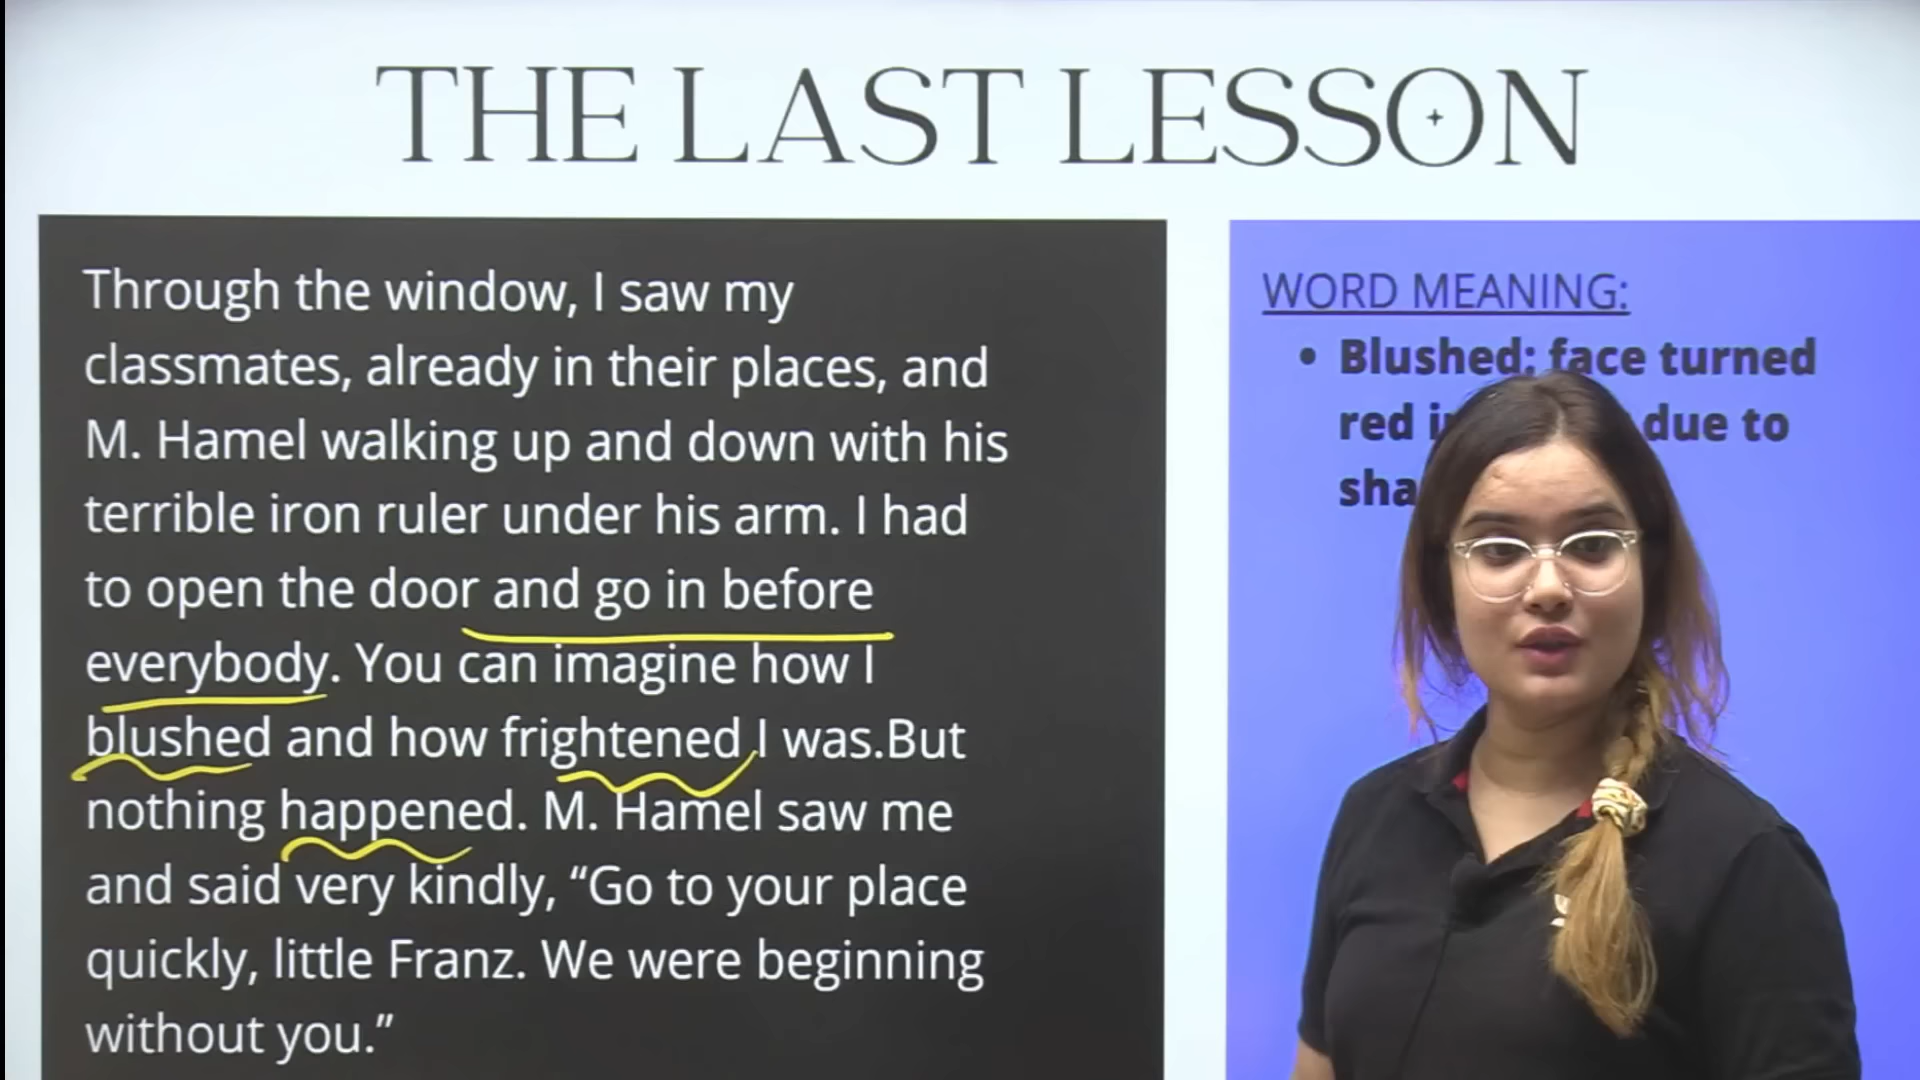 THE LAST LESSON
Through the window, I saw my
classmates, already in their places, and
M. Hamel walking up and down with his
terrible iron ruler under his arm. I had
to open the door and go in before
everybody. You can imagine how I
blushed and how frightened I was.But
nothing happened. M. Hamel saw me
and said very kindly, “Go to your place
quickly, little Franz. We were beginning
without you.”
WORD MEANING:
• Blushed: face turned
red due to